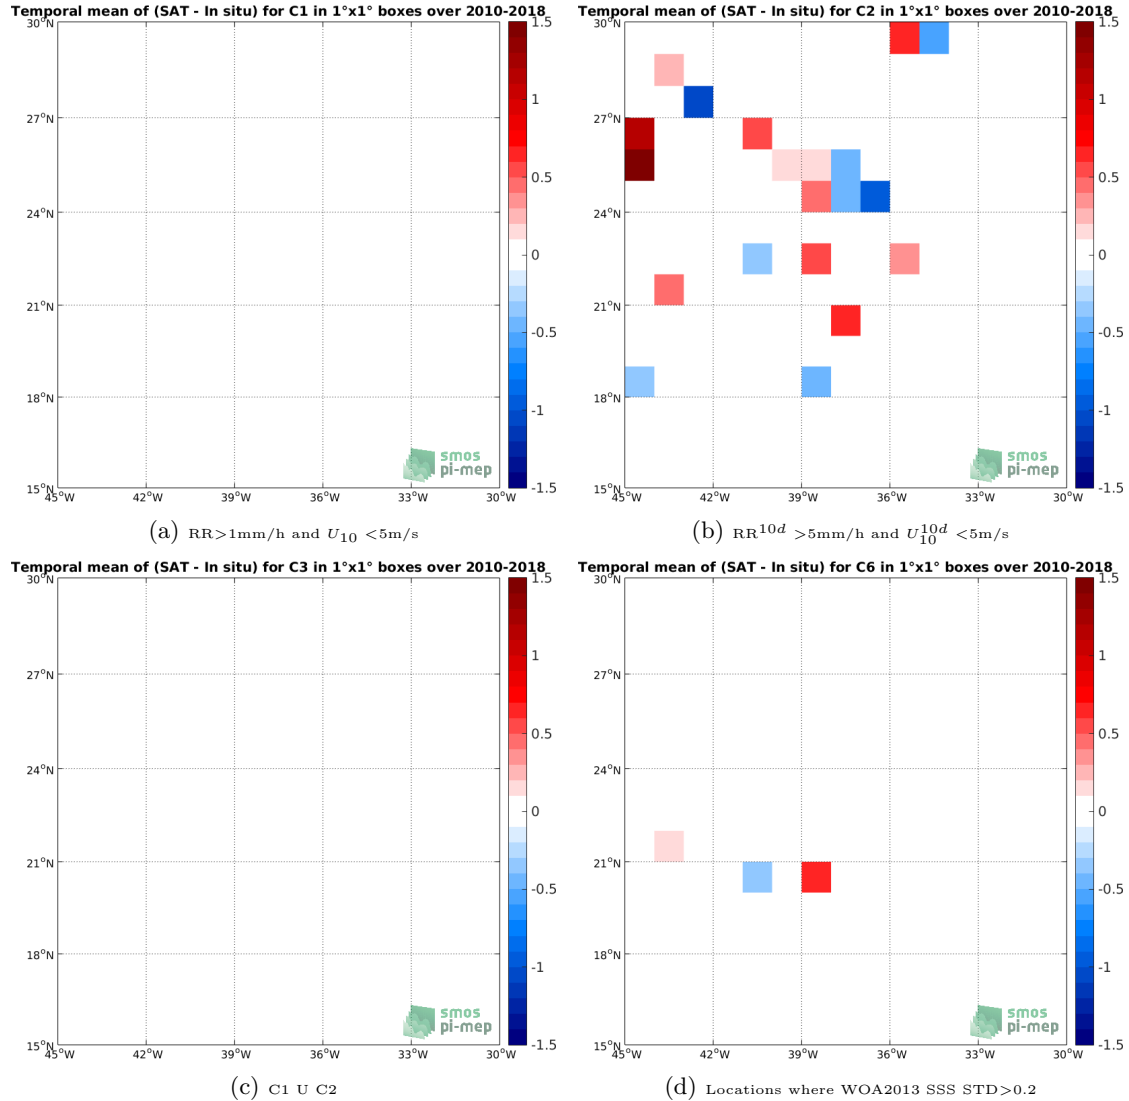 Temporal mean of (SAT - In situ) for C1 in 1°x1° boxes over 2010-2018
30°N
27°N
24°N
21°N
18°N
15°N
45°W 42°W 39°W 36°W 33°W 30°W
1.5
1
0.5
0
-0.5
-1
-1.5
smos
pi-mep
(a) RR>1mm/h and U10 <5m/s
Temporal mean of (SAT - In situ) for C2 in 1°x1° boxes over 2010-2018
30°N
27°N
24°N
21°N
18°N
15°N
45°W 42°W 39°W 36°W 33°W 30°W
1.5
1
0.5
0
-0.5
-1
-1.5
smos
pi-mep
(b) RR10d >5mm/h and U10d10 <5m/s
Temporal mean of (SAT - In situ) for C3 in 1°x1° boxes over 2010-2018
30°N
27°N
24°N
21°N
18°N
15°N
45°W 42°W 39°W 36°W 33°W 30°W
1.5
1
0.5
0
-0.5
-1
-1.5
smos
pi-mep
(c) C1 U C2
Temporal mean of (SAT - In situ) for C6 in 1°x1° boxes over 2010-2018
30°N
27°N
24°N
21°N
18°N
15°N
45°W 42°W 39°W 36°W 33°W 30°W
1.5
1
0.5
0
-0.5
-1
-1.5
smos
pi-mep
(d) Locations where WOA2013 SSS STD>0.2